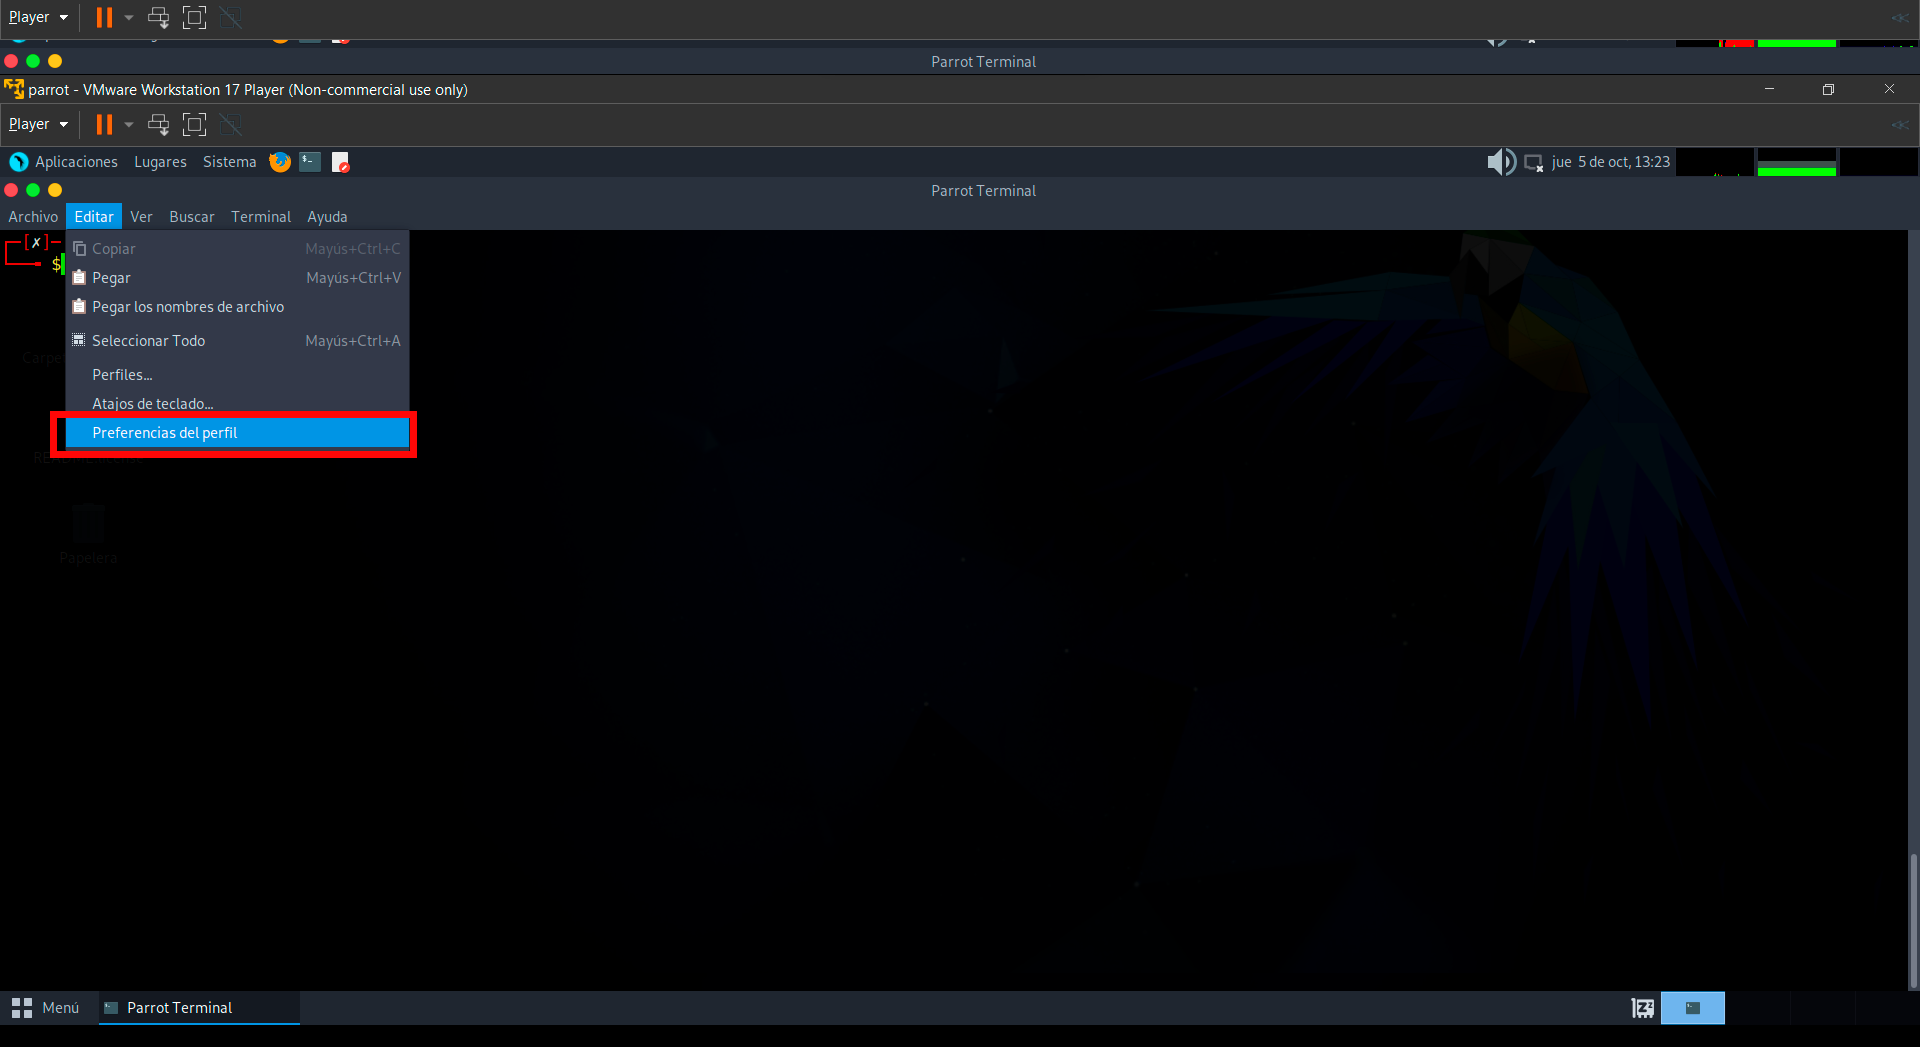 Player
Parrot Terminal
parrot - VMware Workstation 17 Player (Non-commercial use only)
Player
Aplicaciones Lugares Sistema jue 5 de oct, 13:23
Parrot Terminal
Archivo Editar Ver Buscar Terminal Ayuda
[✗]
$
Copiar Mayús+Ctrl+C
Pegar Mayús+Ctrl+V
Pegar los nombres de archivo
Seleccionar Todo Mayús+Ctrl+A
Perfiles...
Atajos de teclado...
Preferencias del perfil
Papelera
Menú Parrot Terminal